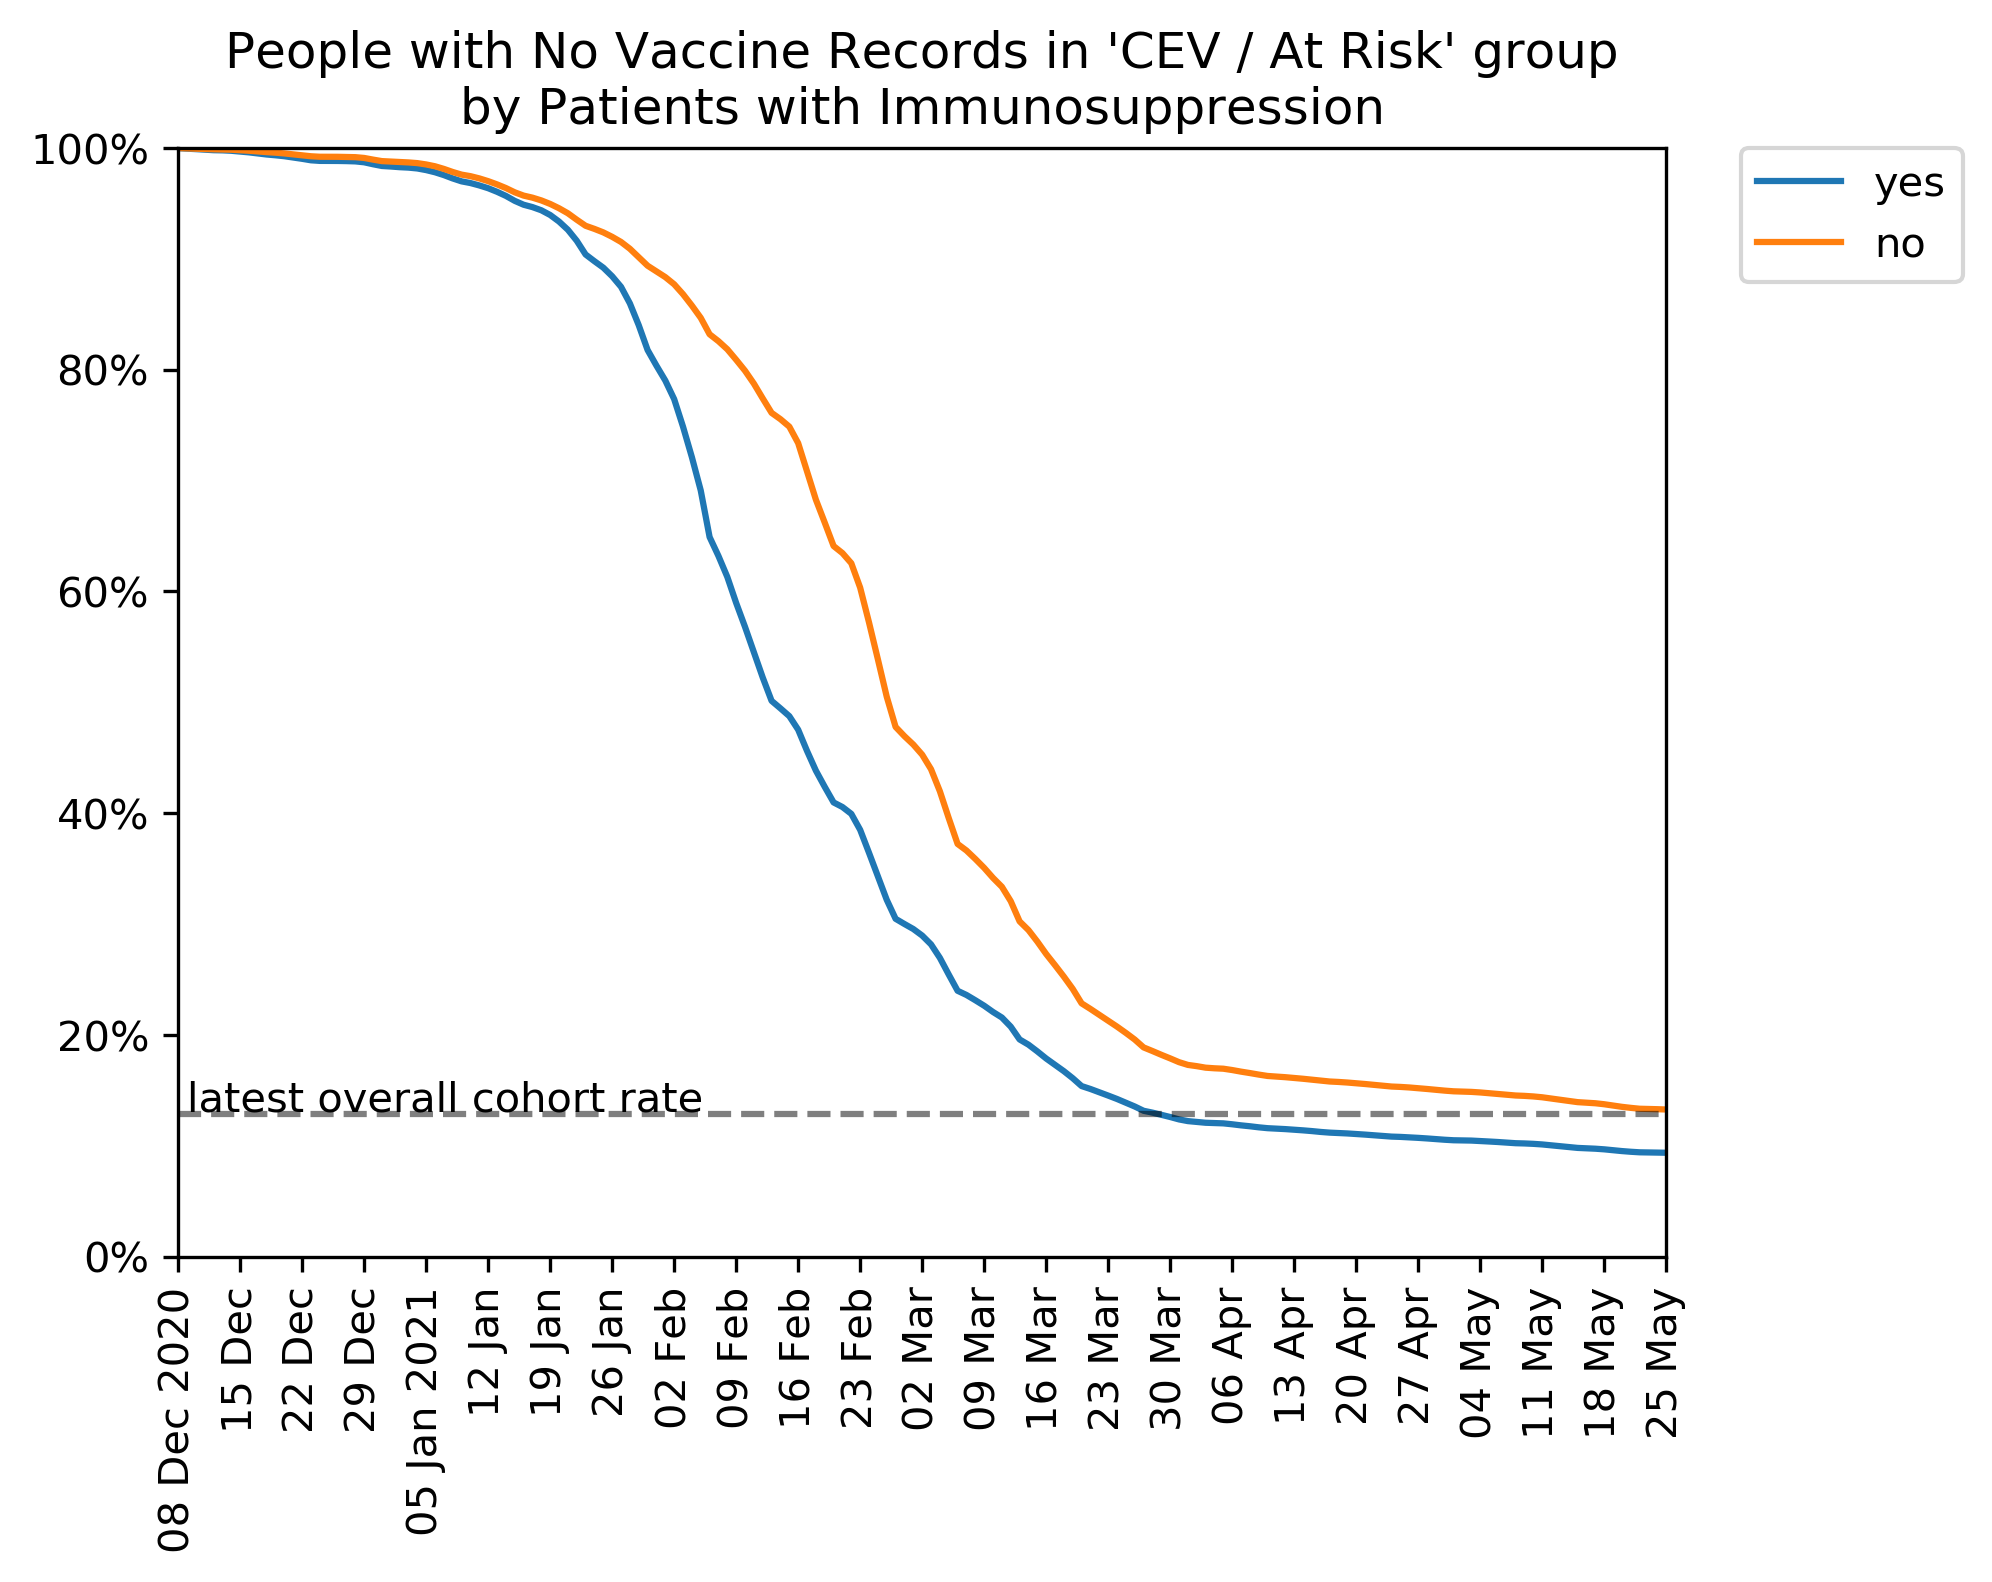 People with No Vaccine Records in 'CEV / At Risk' group
by Patients with Immunosuppression
100%
80%
60%
40%
20%
0%
latest overall cohort rate
yes
no
08 Dec 2020
15 Dec
22 Dec
29 Dec
05 Jan 2021
12 Jan
19 Jan
26 Jan
02 Feb
09 Feb
16 Feb
23 Feb
02 Mar
09 Mar
16 Mar
23 Mar
30 Mar
06 Apr
13 Apr
20 Apr
27 Apr
04 May
11 May
18 May
25 May